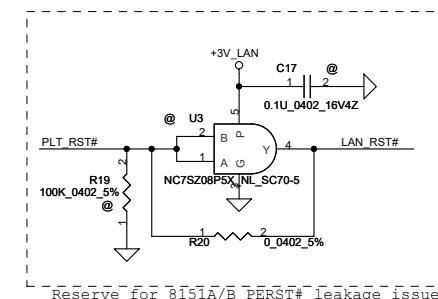 +3V_LAN
C17 @
1 2
0.1U_0402_16V4Z
@ U3
5
P
PLT_RST# 2 B Y 4 LAN_RST#
1 A G
NC7SZ08P5X_NL_SC70-5
3
2
R19
100K_0402_5%
@
1
1 2
R20 0_0402_5%
Reserve for 8151A/B PERST# leakage issue